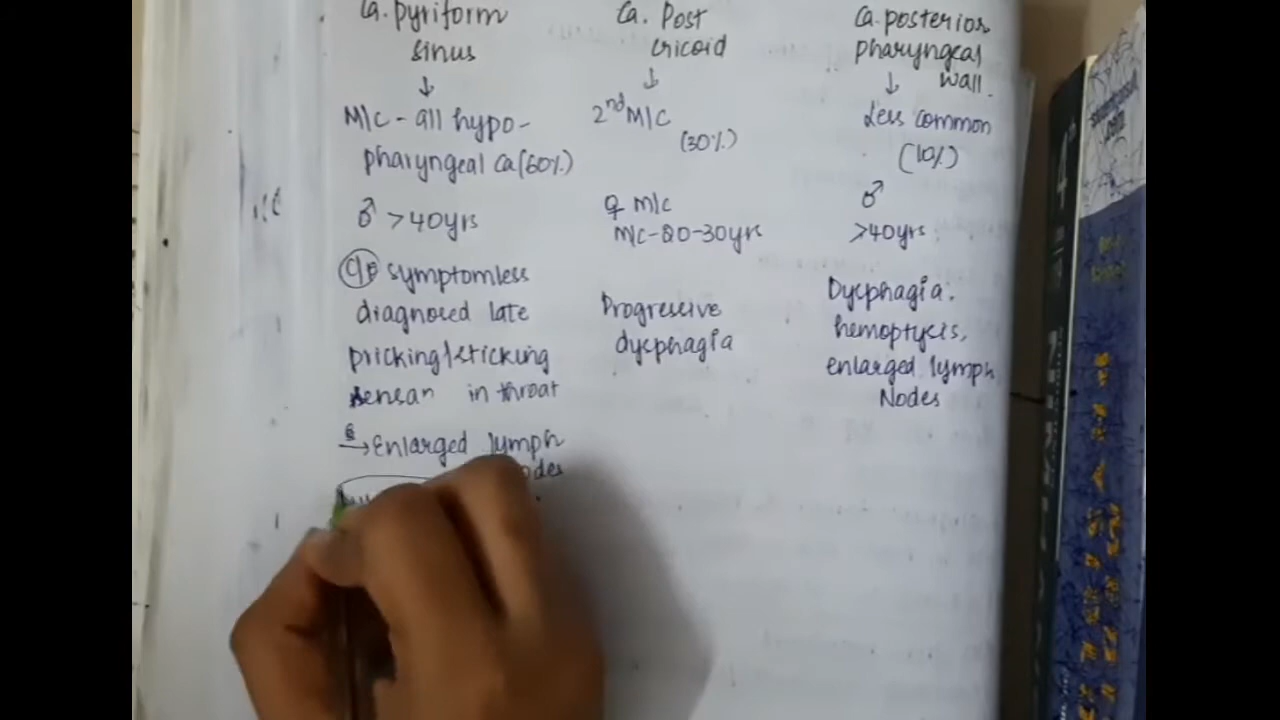 Ca. pyriform
sinus
↓
M/C - all hypo-
pharyngeal Ca (60%)
♂ >40yrs
C/F symptomless
diagnosed late
pricking/sticking
sensan in throat
→ Enlarged lymph
Ca. Post
cricoid
↓
2nd M/C
(30%)
♀ M/C
M/C-20-30yrs
Progressive
dysphagia
Ca. posterior
pharyngeal
wall.
↓
Less common
(10%)
♂
>40yrs
Dysphagia.
hemoptysis,
enlarged lymph
Nodes
4th